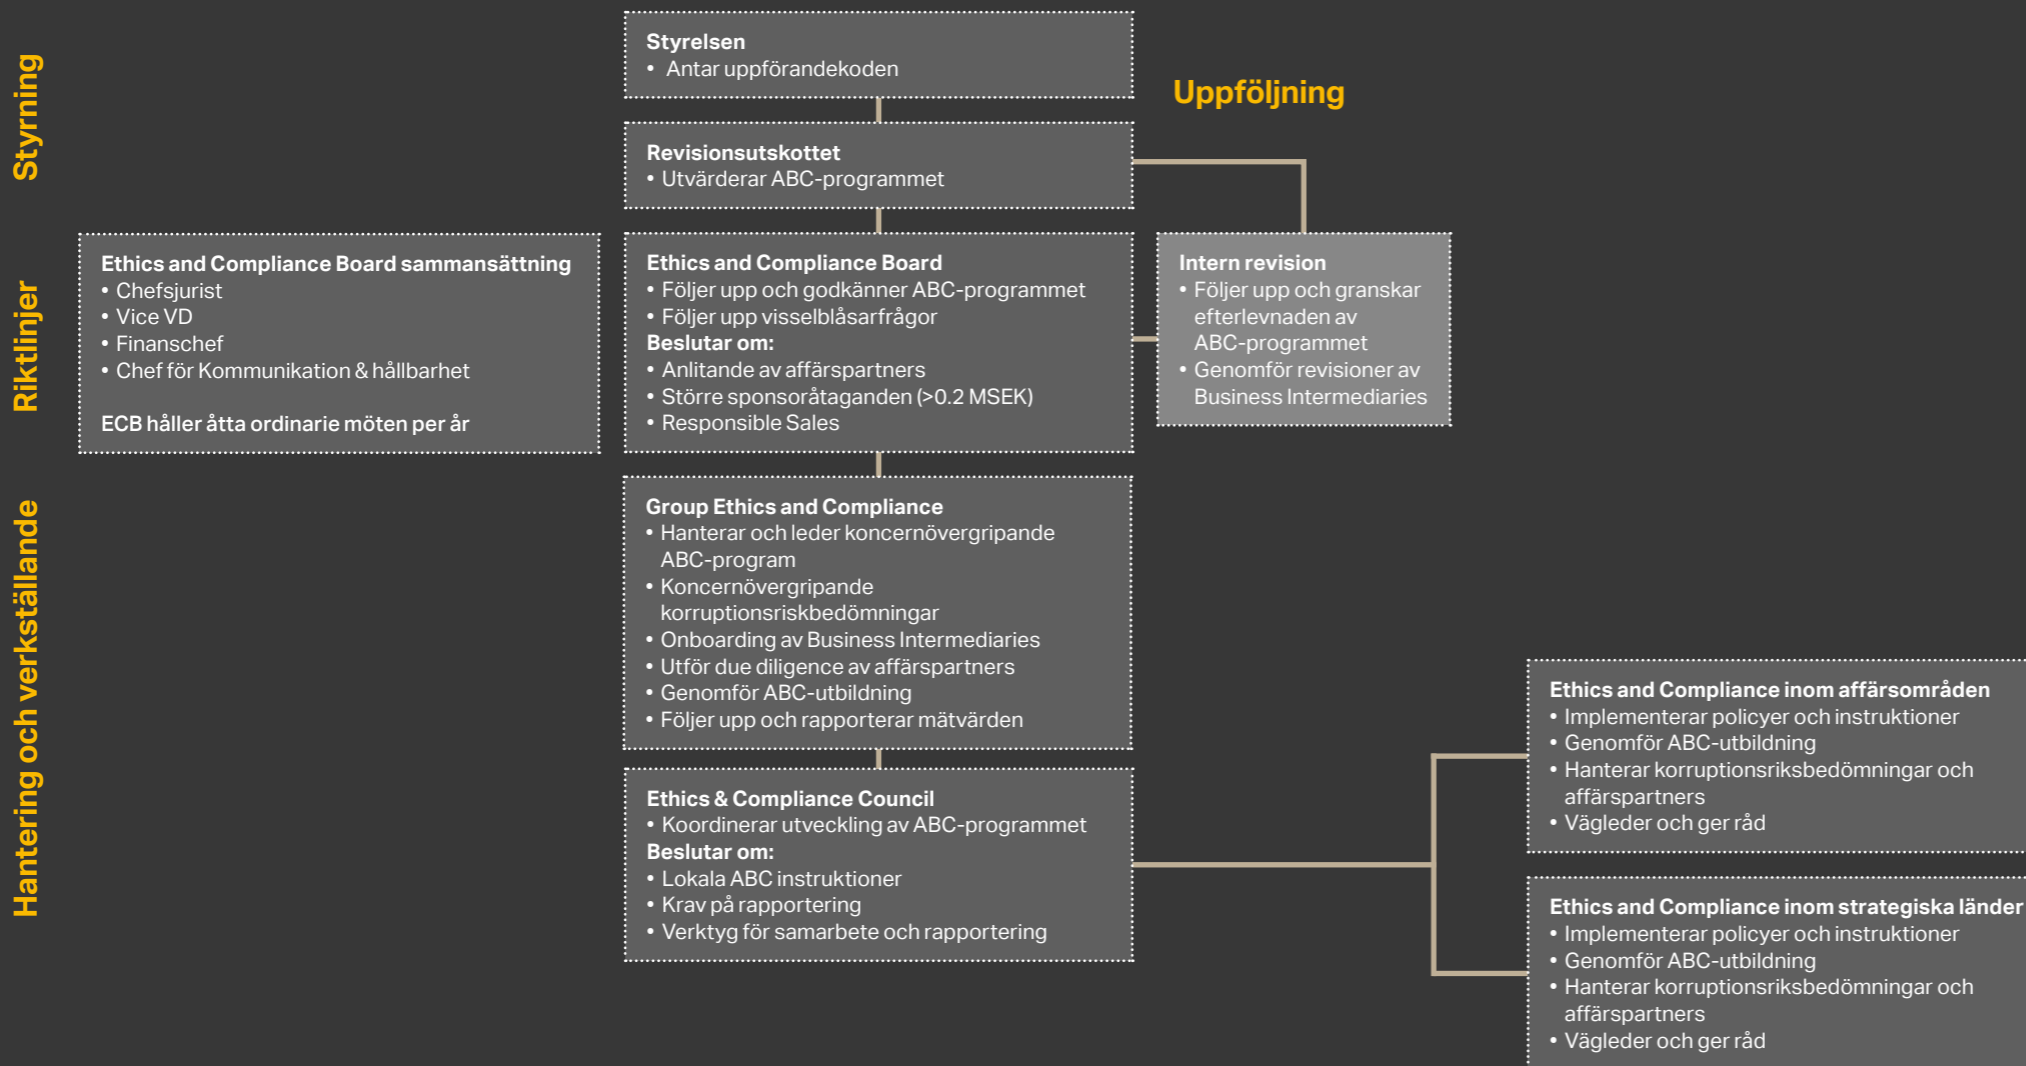 Styrning
Styrelsen
• Antar uppförandekoden
Uppföljning
Revisionsutskottet
• Utvärderar ABC-programmet
Riktlinjer
Ethics and Compliance Board sammansättning
• Chefsjurist
• Vice VD
• Finanschef
• Chef för Kommunikation & hållbarhet
ECB håller åtta ordinarie möten per år
Ethics and Compliance Board
• Följer upp och godkänner ABC-programmet
• Följer upp visselblåsarfrågor
Beslutar om:
• Anlitande av affärspartners
• Större sponsoråtaganden (>0.2 MSEK)
• Responsible Sales
Intern revision
• Följer upp och granskar
efterlevnaden av
ABC-programmet
• Genomför revisioner av
Business Intermediaries
Hantering och verkställande
Group Ethics and Compliance
• Hanterar och leder koncernövergripande
ABC-program
• Koncernövergripande
korruptionsriskbedömningar
• Onboarding av Business Intermediaries
• Utför due diligence av affärspartners
• Genomför ABC-utbildning
• Följer upp och rapporterar mätvärden
Ethics & Compliance Council
• Koordinerar utveckling av ABC-programmet
Beslutar om:
• Lokala ABC instruktioner
• Krav på rapportering
• Verktyg för samarbete och rapportering
Ethics and Compliance inom affärsområden
• Implementerar policyer och instruktioner
• Genomför ABC-utbildning
• Hanterar korruptionsriksbedömningar och
affärspartners
• Vägleder och ger råd
Ethics and Compliance inom strategiska länder
• Implementerar policyer och instruktioner
• Genomför ABC-utbildning
• Hanterar korruptionsriksbedömningar och
affärspartners
• Vägleder och ger råd